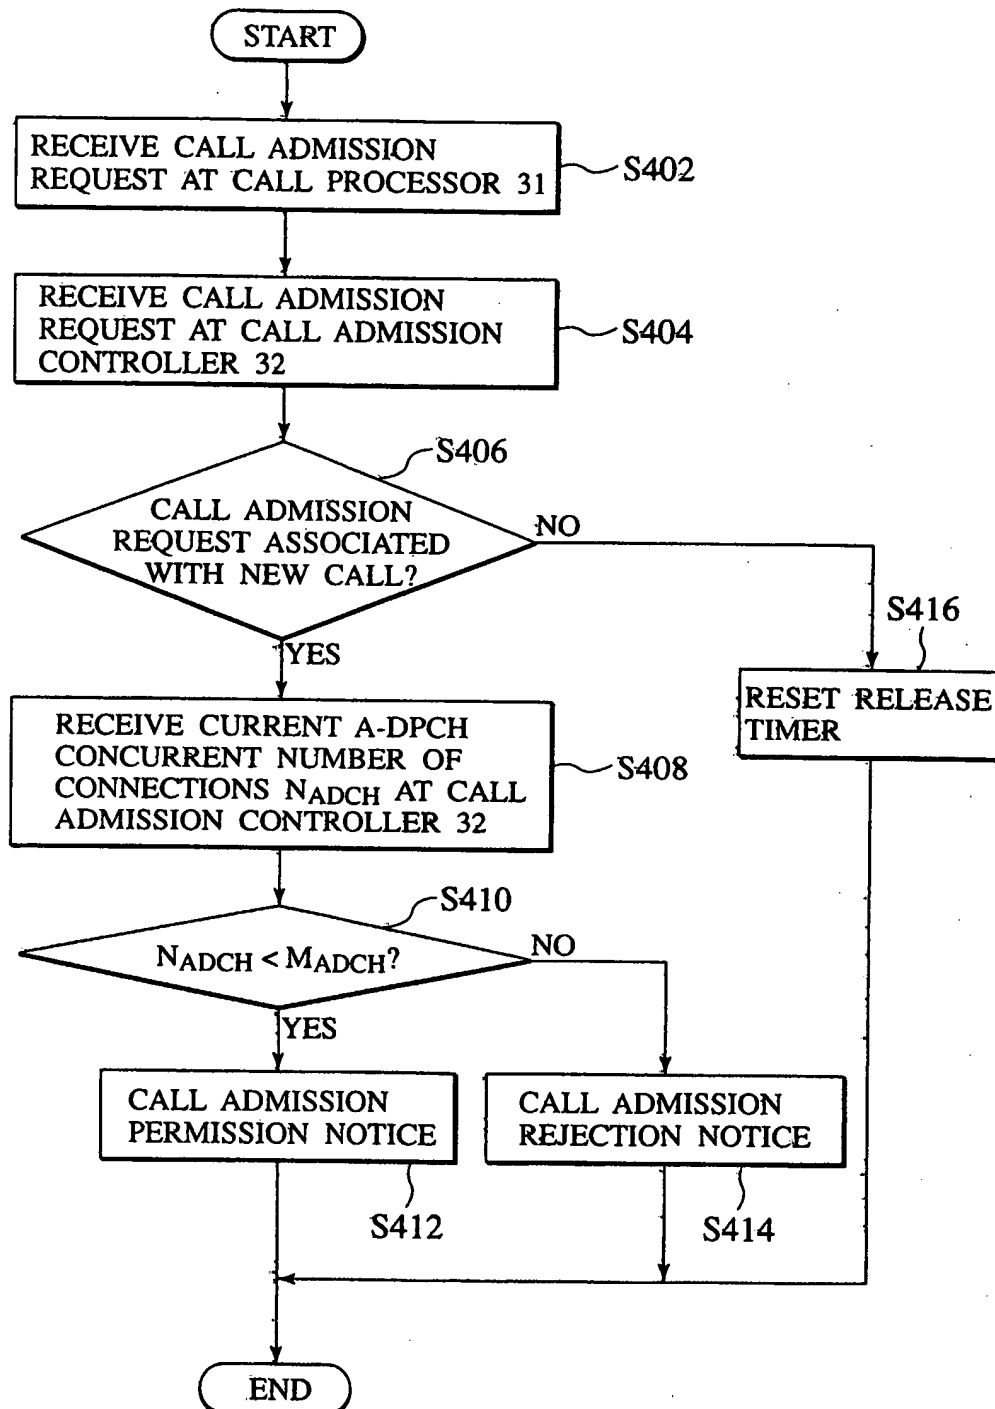 START
RECEIVE CALL ADMISSION
REQUEST AT CALL PROCESSOR 31
S402
RECEIVE CALL ADMISSION
REQUEST AT CALL ADMISSION
CONTROLLER 32
S404
S406
CALL ADMISSION
REQUEST ASSOCIATED
WITH NEW CALL?
NO
YES
S416
RESET RELEASE
TIMER
RECEIVE CURRENT A-DPCH
CONCURRENT NUMBER OF
CONNECTIONS NADCH AT CALL
ADMISSION CONTROLLER 32
S408
S410
NADCH < MADCH?
NO
YES
CALL ADMISSION
PERMISSION NOTICE
S412
CALL ADMISSION
REJECTION NOTICE
S414
END